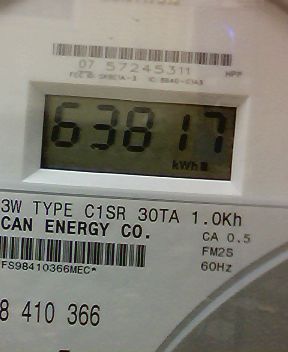 07 57245311
HPP
63817
kWh
3W TYPE C1SR 30TA 1.0Kh
CAN ENERGY CO.
CA 0.5
FM2S
60Hz
FS98410366MEC*
8 410 366